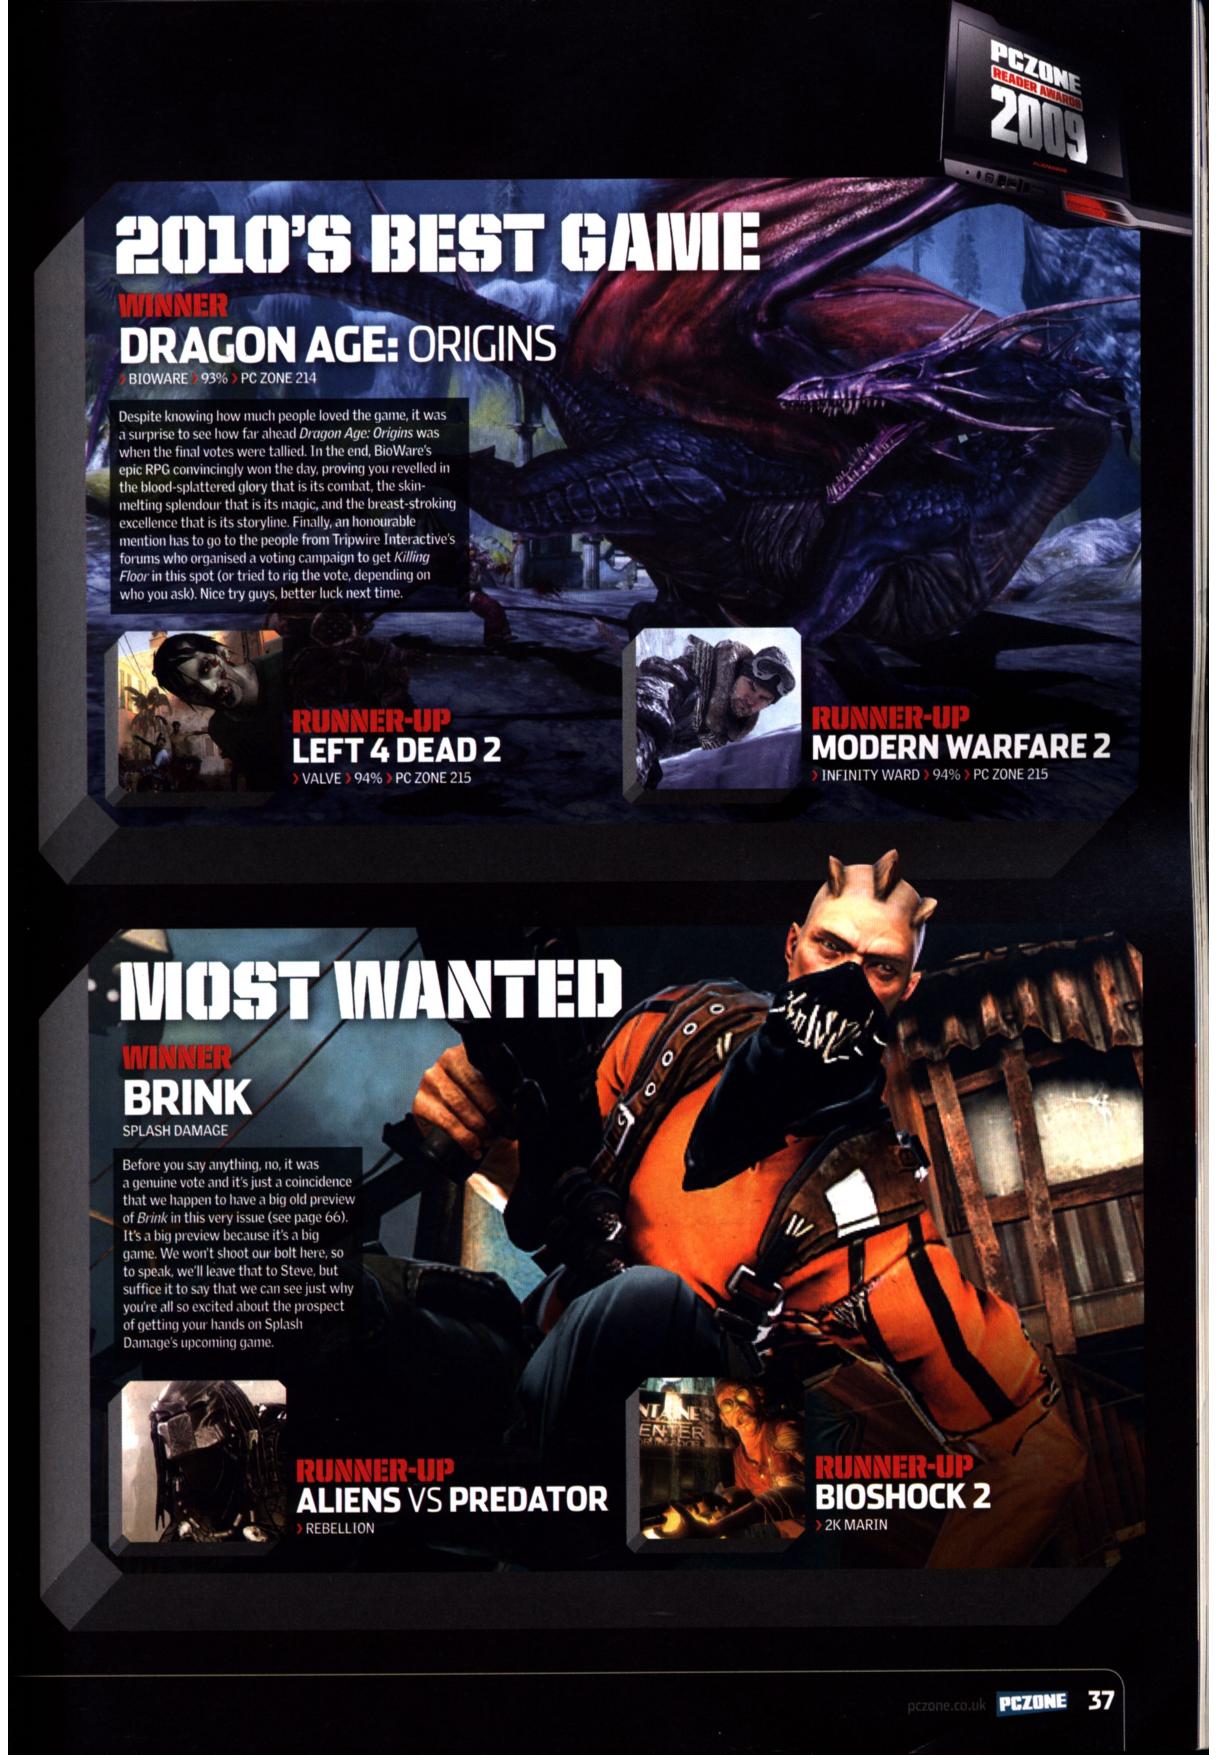 PCZONE
READER AWARDS
2009
ALIENWARE
2010'S BEST GAME
WINNER
DRAGON AGE: ORIGINS
› BIOWARE › 93% › PC ZONE 214
Despite knowing how much people loved the game, it was
a surprise to see how far ahead Dragon Age: Origins was
when the final votes were tallied. In the end, BioWare's
epic RPG convincingly won the day, proving you revelled in
the blood-splattered glory that is its combat, the skin-
melting splendour that is its magic, and the breast-stroking
excellence that is its storyline. Finally, an honourable
mention has to go to the people from Tripwire Interactive's
forums who organised a voting campaign to get Killing
Floor in this spot (or tried to rig the vote, depending on
who you ask). Nice try guys, better luck next time.
RUNNER-UP
LEFT 4 DEAD 2
› VALVE › 94% › PC ZONE 215
RUNNER-UP
MODERN WARFARE 2
› INFINITY WARD › 94% › PC ZONE 215
MOST WANTED
WINNER
BRINK
SPLASH DAMAGE
Before you say anything, no, it was
a genuine vote and it's just a coincidence
that we happen to have a big old preview
of Brink in this very issue (see page 66).
It's a big preview because it's a big
game. We won't shoot our bolt here, so
to speak, we'll leave that to Steve, but
suffice it to say that we can see just why
you're all so excited about the prospect
of getting your hands on Splash
Damage's upcoming game.
RUNNER-UP
ALIENS VS PREDATOR
› REBELLION
NTAINE'S
ENTER
RUNNER-UP
BIOSHOCK 2
› 2K MARIN
pczone.co.uk PCZONE 37